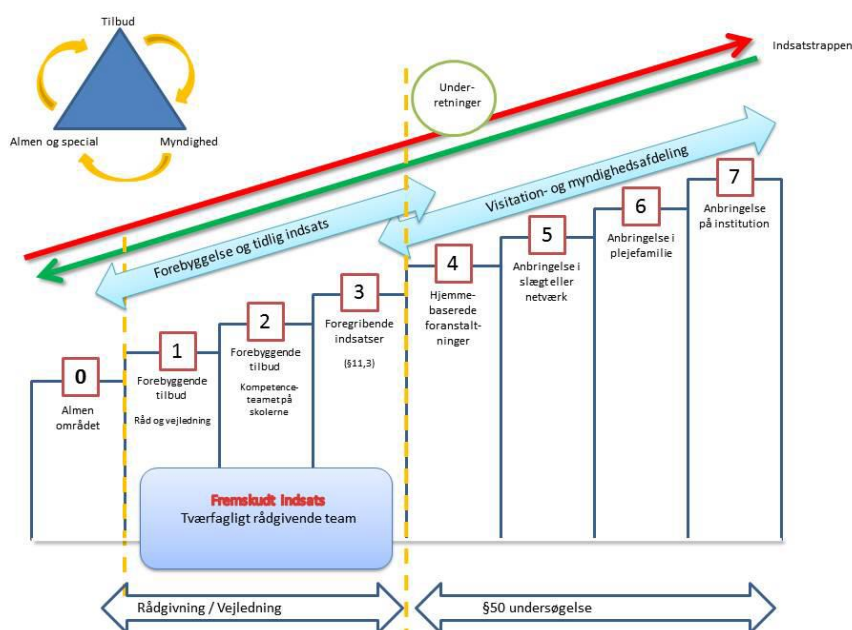 Tilbud
Almen og special
Myndighed
Indsatstrappen
Under-
retninger
Forebyggelse og tidlig indsats
Visitation- og myndighedsafdeling
0
Almen
området
1
Forebyggende
tilbud
Råd og vejledning
2
Forebyggende
tilbud
Kompetence-
teamet på
skolerne
3
Foregribende
indsatser
(§11,3)
4
Hjemme-
baserede
foranstalt-
ninger
5
Anbringelse i
slægt eller
netværk
6
Anbringelse i
plejefamilie
7
Anbringelse
på institution
Fremskudt indsats
Tværfagligt rådgivende team
Rådgivning / Vejledning
§50 undersøgelse